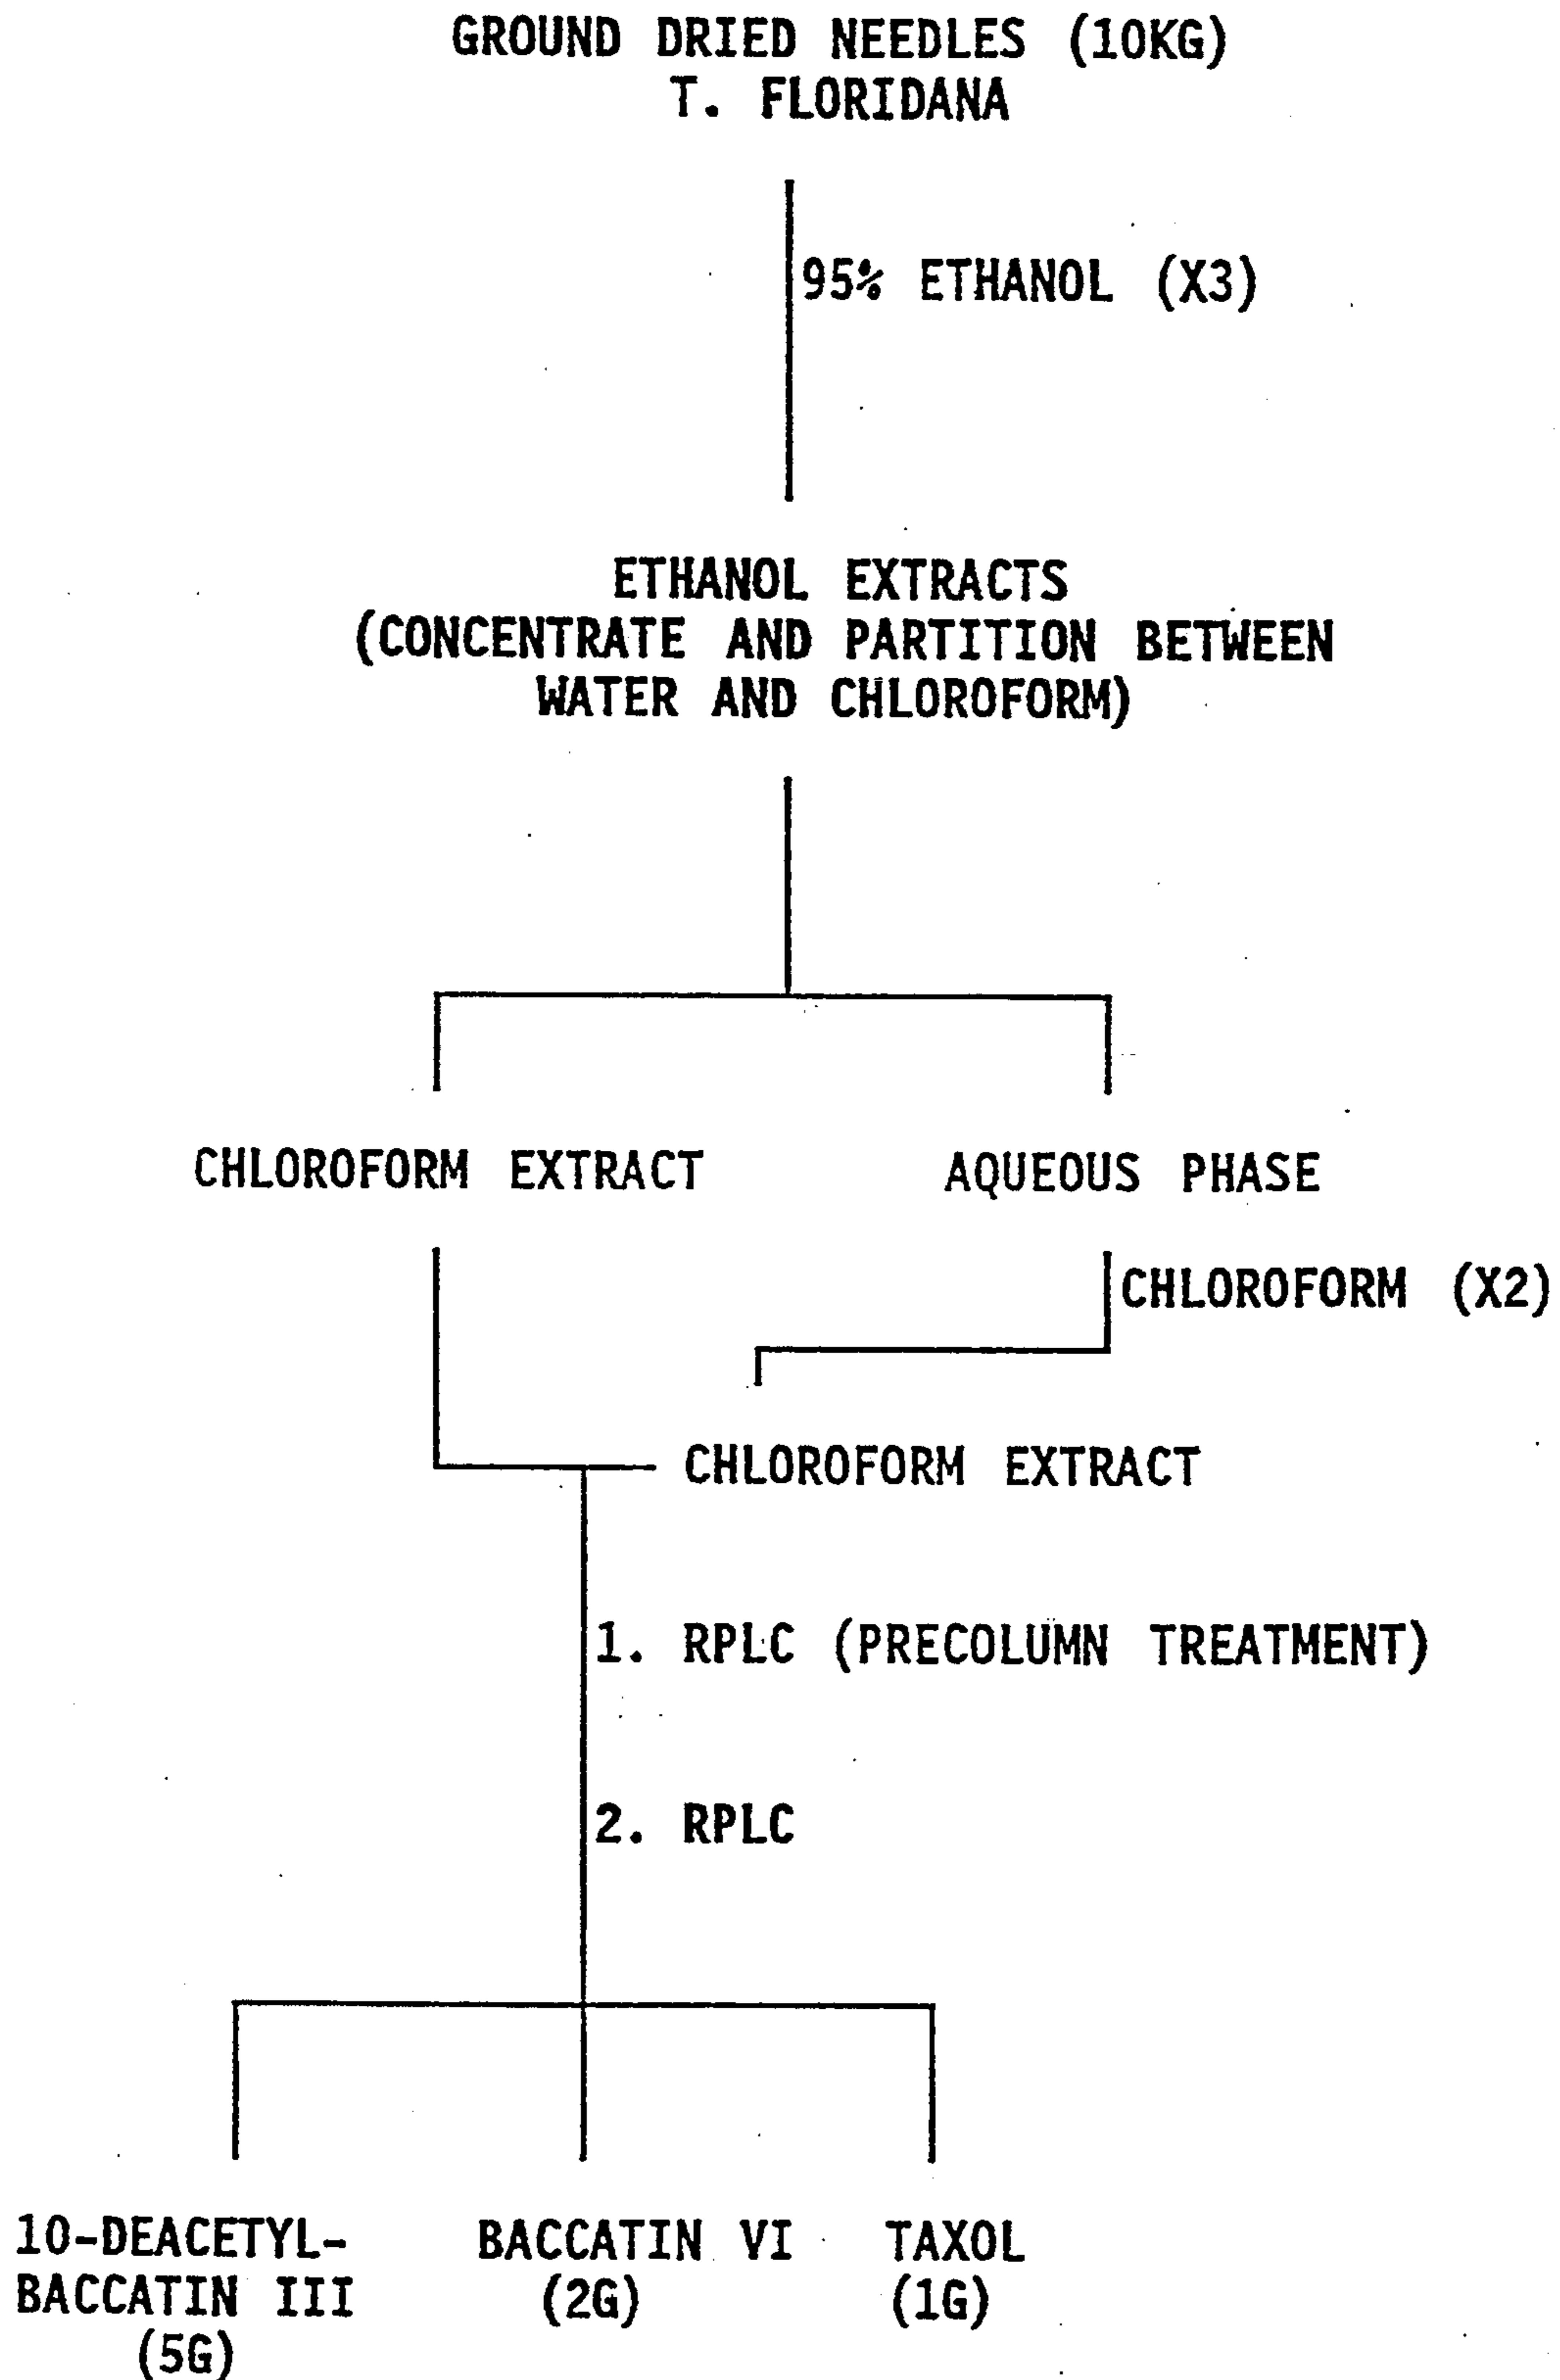 GROUND DRIED NEEDLES (10KG)
T. FLORIDANA
95% ETHANOL (X3)
ETHANOL EXTRACTS
(CONCENTRATE AND PARTITION BETWEEN
WATER AND CHLOROFORM)
CHLOROFORM EXTRACT
AQUEOUS PHASE
CHLOROFORM (X2)
CHLOROFORM EXTRACT
1. RPLC (PRECOLUMN TREATMENT)
2. RPLC
10-DEACETYL-
BACCATIN III
(5G)
BACCATIN VI
(2G)
TAXOL
(1G)